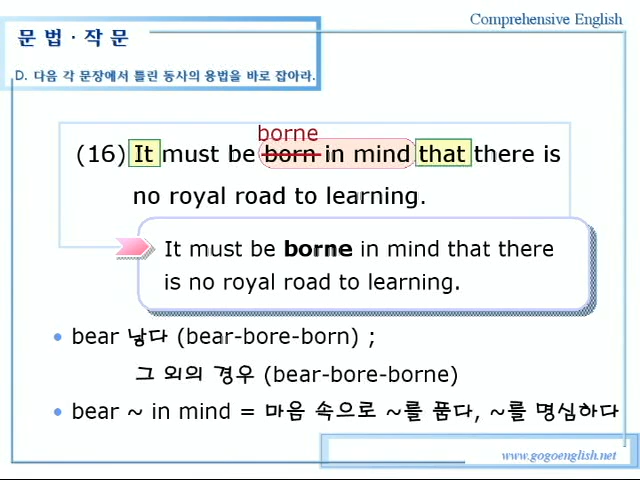 Comprehensive English
문 법 · 작 문
D. 다음 각 문장에서 틀린 동사의 용법을 바로 잡아라.
borne
(16) It must be born in mind that there is
no royal road to learning.
It must be borne in mind that there
is no royal road to learning.
• bear 낳다 (bear-bore-born) ;
그 외의 경우 (bear-bore-borne)
• bear ~ in mind = 마음 속으로 ~를 품다, ~를 명심하다
www.gogoenglish.net